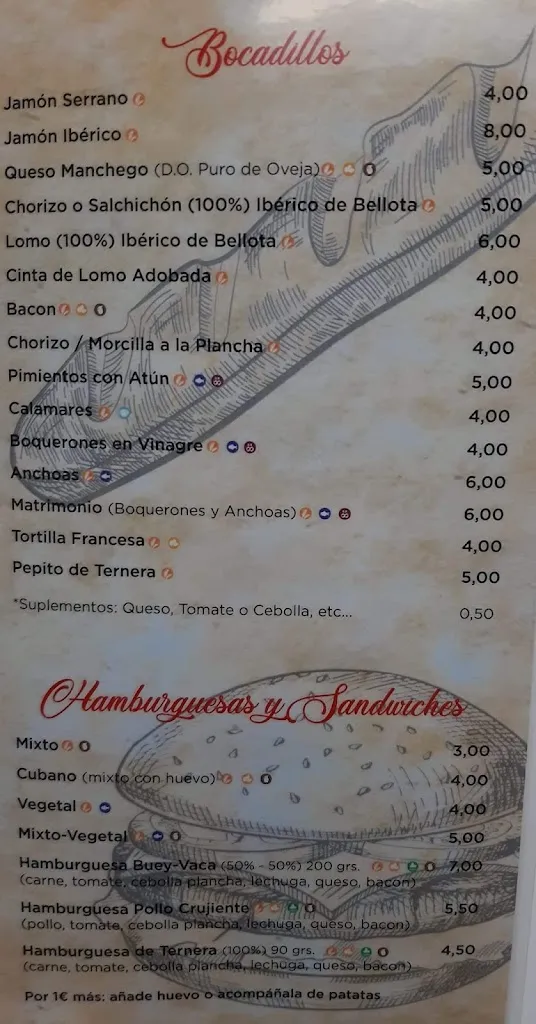 Bocadillos
Jamón Serrano 4,00
Jamón Ibérico 8,00
Queso Manchego (D.O. Puro de Oveja) 5,00
Chorizo o Salchichón (100%) Ibérico de Bellota 5,00
Lomo (100%) Ibérico de Bellota 6,00
Cinta de Lomo Adobada 4,00
Bacon 4,00
Chorizo / Morcilla a la Plancha 4,00
Pimientos con Atún 5,00
Calamares 4,00
Boquerones en Vinagre 4,00
Anchoas 6,00
Matrimonio (Boquerones y Anchoas) 6,00
Tortilla Francesa 4,00
Pepito de Ternera 5,00
*Suplementos: Queso, Tomate o Cebolla, etc... 0,50
Hamburguesas y Sandwiches
Mixto 3,00
Cubano (mixto con huevo) 4,00
Vegetal 4,00
Mixto-Vegetal 5,00
Hamburguesa Buey-Vaca (50% - 50%) 200 grs. 7,00
(carne, tomate, cebolla plancha, lechuga, queso, bacon)
Hamburguesa Pollo Crujiente 5,50
(pollo, tomate, cebolla plancha, lechuga, queso, bacon)
Hamburguesa de Ternera (100%) 90 grs. 4,50
(carne, tomate, cebolla plancha, lechuga, queso, bacon)
Por 1€ más: añade huevo o acompáñala de patatas